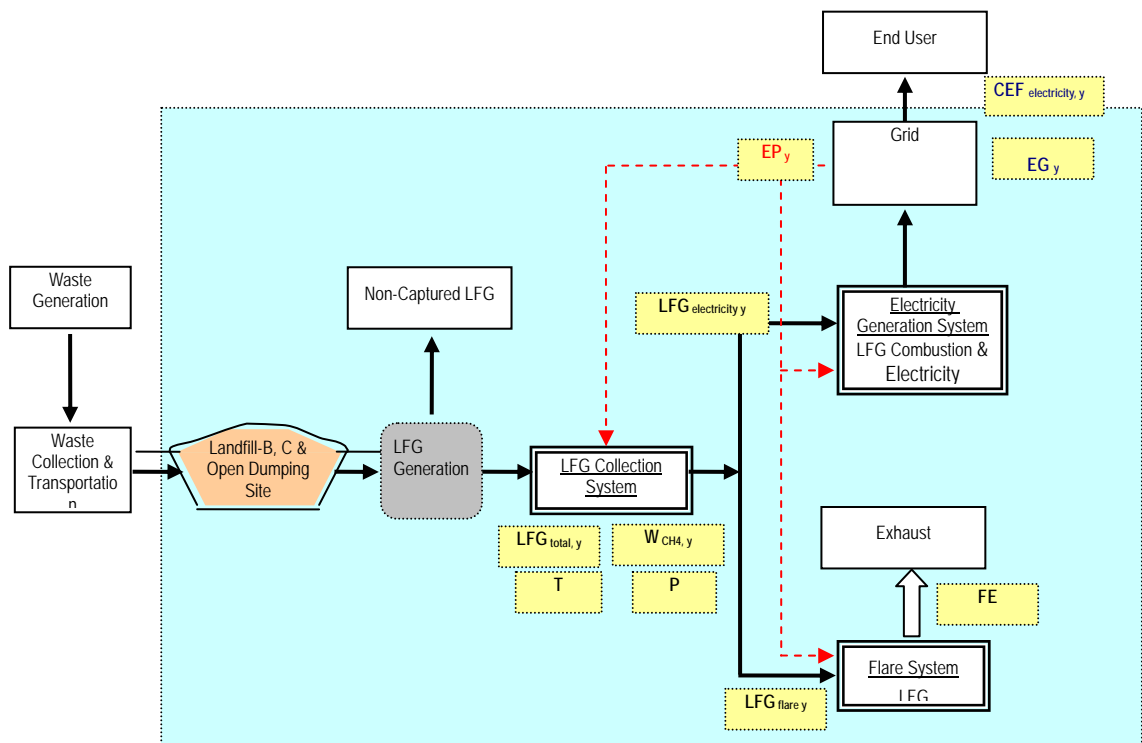 End User
CEF electricity, y
Grid
EP y
EG y
Waste
Generation
Non-Captured LFG
LFG electricity y
Electricity
Generation System
LFG Combustion &
Electricity
Waste
Collection &
Transportatio
n
Landfill-B, C &
Open Dumping
Site
LFG
Generation
LFG Collection
System
LFG total, y
W CH4, y
T
P
Exhaust
FE
Flare System
LFG
LFG flare y